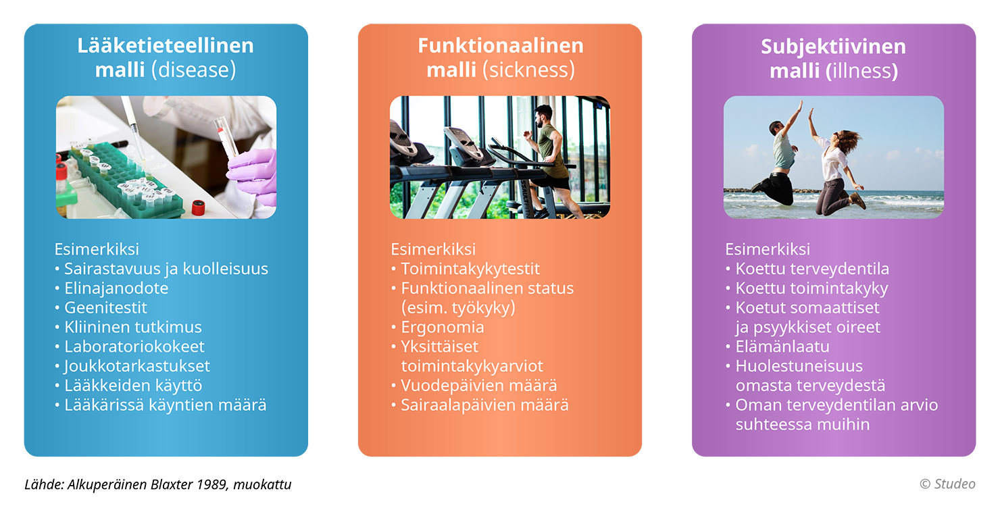 Lääketieteellinen
malli (disease)
Esimerkiksi
• Sairastavuus ja kuolleisuus
• Elinajanodote
• Geenitestit
• Kliininen tutkimus
• Laboratoriokokeet
• Joukkotarkastukset
• Lääkkeiden käyttö
• Lääkärissä käyntien määrä
Funktionaalinen
malli (sickness)
Esimerkiksi
• Toimintakykytestit
• Funktionaalinen status
(esim. työkyky)
• Ergonomia
• Yksittäiset
toimintakykyarviot
• Vuodepäivien määrä
• Sairaalapäivien määrä
Subjektiivinen
malli (illness)
Esimerkiksi
• Koettu terveydentila
• Koettu toimintakyky
• Koetut somaattiset
ja psyykkiset oireet
• Elämänlaatu
• Huolestuneisuus
omasta terveydestä
• Oman terveydentilan arvio
suhteessa muihin
Lähde: Alkuperäinen Blaxter 1989, muokattu
© Studeo